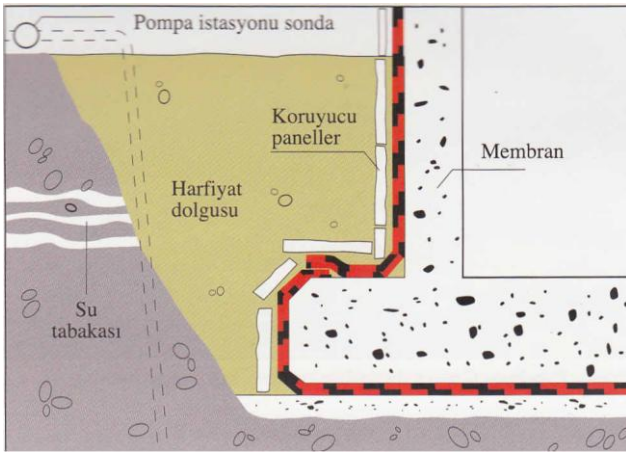 Pompa istasyonu sonda
Koruyucu
paneller
Membran
Harfiyat
dolgusu
Su
tabakası